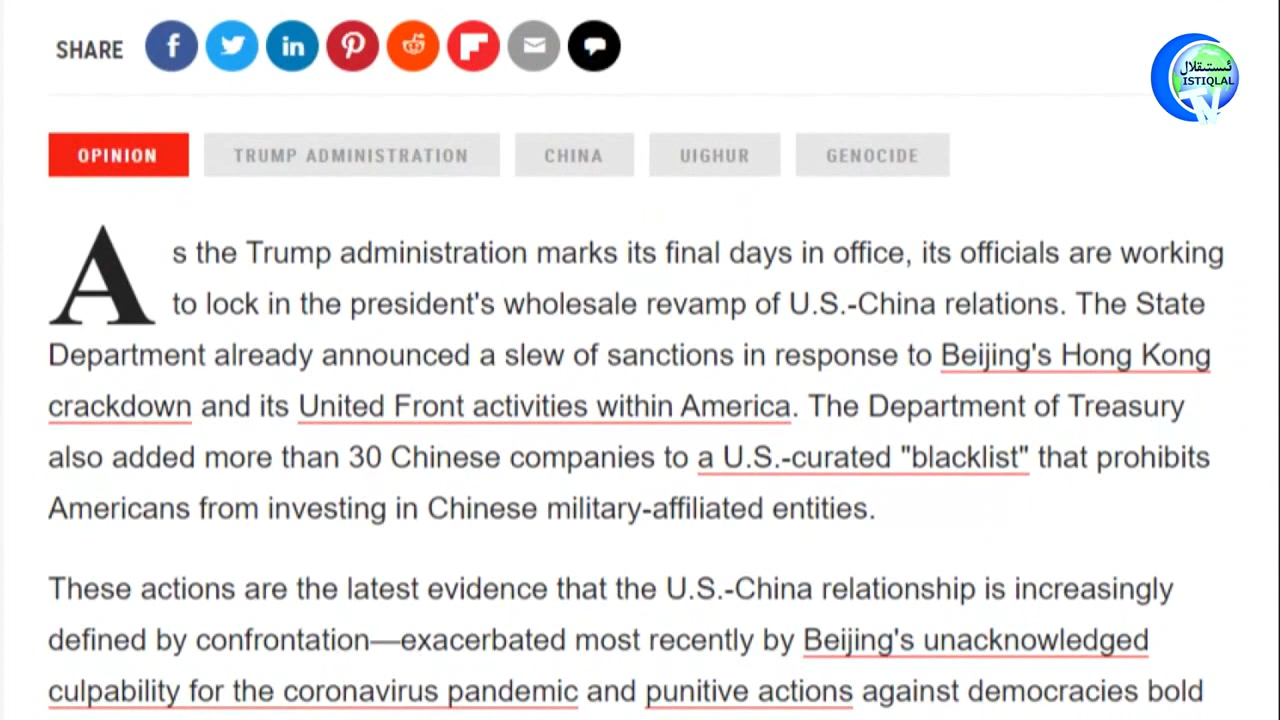 SHARE
ئىستىقلال
ISTIQLAL
TV
OPINION
TRUMP ADMINISTRATION
CHINA
UIGHUR
GENOCIDE
As the Trump administration marks its final days in office, its officials are working
to lock in the president's wholesale revamp of U.S.-China relations. The State
Department already announced a slew of sanctions in response to Beijing's Hong Kong
crackdown and its United Front activities within America. The Department of Treasury
also added more than 30 Chinese companies to a U.S.-curated "blacklist" that prohibits
Americans from investing in Chinese military-affiliated entities.
These actions are the latest evidence that the U.S.-China relationship is increasingly
defined by confrontation—exacerbated most recently by Beijing's unacknowledged
culpability for the coronavirus pandemic and punitive actions against democracies bold